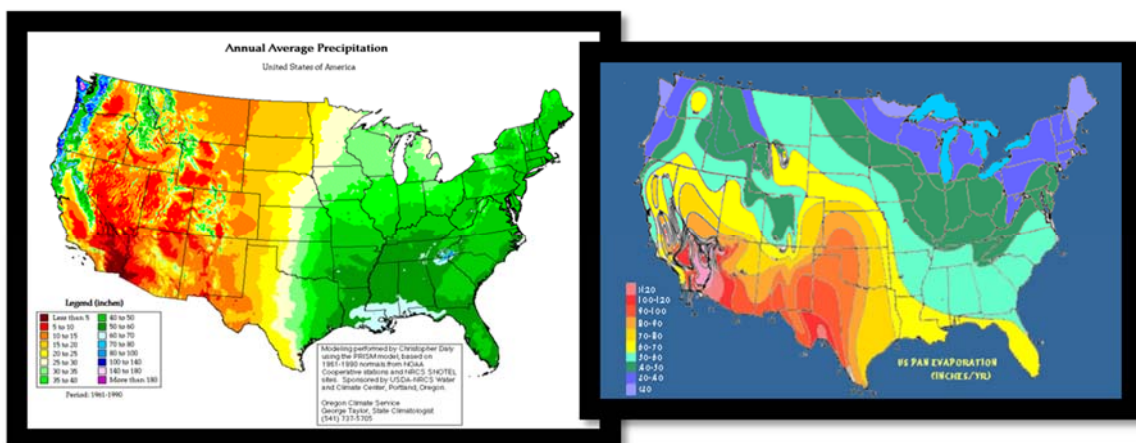 Annual Average Precipitation
United States of America
Legend (inches)
Less than 5
5 to 10
10 to 15
15 to 20
20 to 25
25 to 30
30 to 35
35 to 40
40 to 50
50 to 60
60 to 70
70 to 80
80 to 100
100 to 140
140 to 180
More than 180
Period: 1961-1990
Modeling performed by Christopher Daly
using the PRISM model, based on
1961-1990 normals from NOAA
Cooperative stations and NRCS SNOTEL
sites. Sponsored by USDA-NRCS Water
and Climate Center, Portland, Oregon.
Oregon Climate Service
George Taylor, State Climatologist
(541) 737-5705
100-120
90-100
80-90
70-80
60-70
50-60
US PAN EVAPORATION
(INCHES/YR)